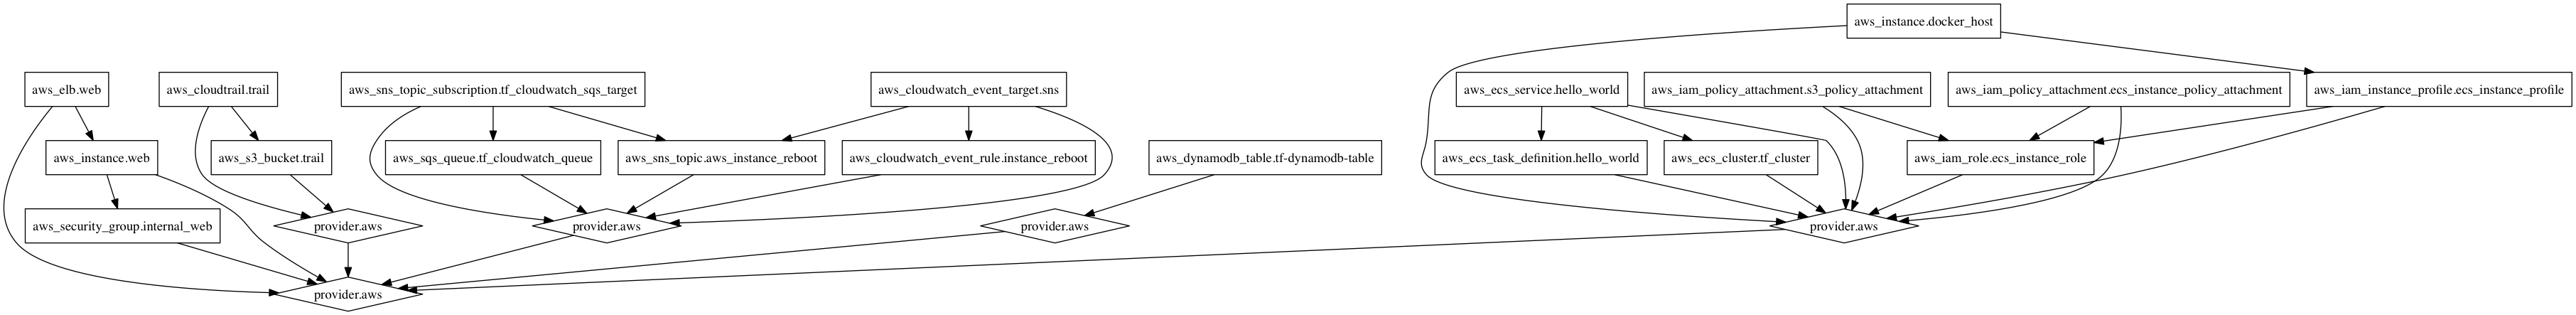 aws_instance.docker_host
aws_elb.web
aws_cloudtrail.trail
aws_sns_topic_subscription.tf_cloudwatch_sqs_target
aws_cloudwatch_event_target.sns
aws_ecs_service.hello_world
aws_iam_policy_attachment.s3_policy_attachment
aws_iam_policy_attachment.ecs_instance_policy_attachment
aws_iam_instance_profile.ecs_instance_profile
aws_instance.web
aws_s3_bucket.trail
aws_sqs_queue.tf_cloudwatch_queue
aws_sns_topic.aws_instance_reboot
aws_cloudwatch_event_rule.instance_reboot
aws_dynamodb_table.tf-dynamodb-table
aws_ecs_task_definition.hello_world
aws_ecs_cluster.tf_cluster
aws_iam_role.ecs_instance_role
aws_security_group.internal_web
provider.aws
provider.aws
provider.aws
provider.aws
provider.aws